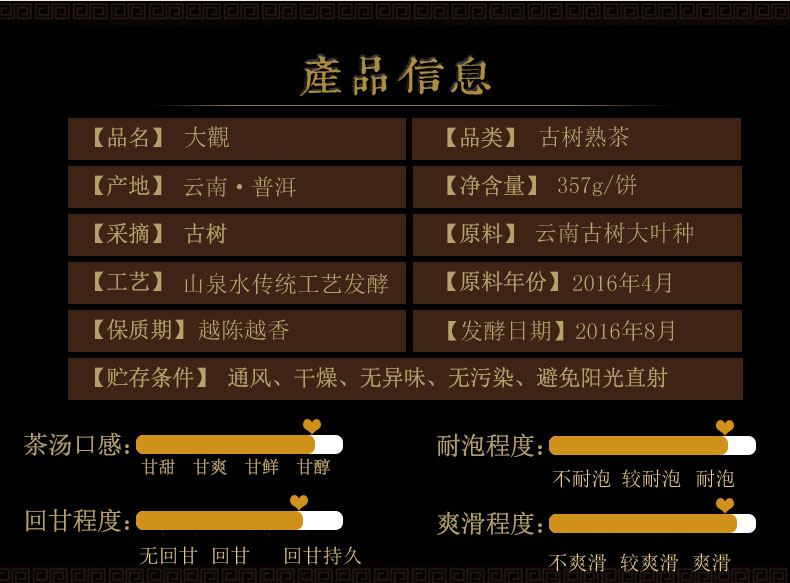 產品信息
【品名】 大觀 【品类】 古树熟茶
【产地】 云南·普洱 【净含量】 357g/饼
【采摘】 古树 【原料】 云南古树大叶种
【工艺】 山泉水传统工艺发酵 【原料年份】2016年4月
【保质期】越陈越香 【发酵日期】2016年8月
【贮存条件】 通风、干燥、无异味、无污染、避免阳光直射
茶汤口感: 耐泡程度:
甘甜 甘爽 甘鲜 甘醇 不耐泡 较耐泡 耐泡
回甘程度: 爽滑程度:
无回甘 回甘 回甘持久 不爽滑 较爽滑 爽滑